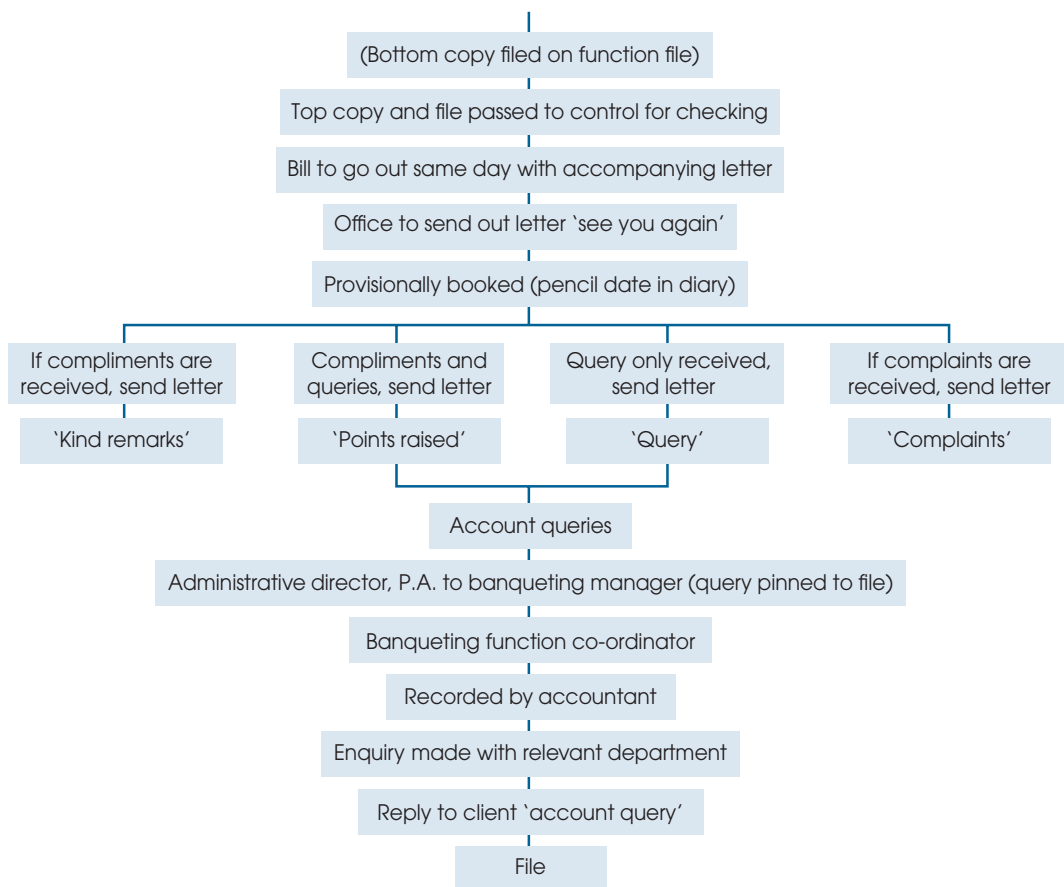 (Bottom copy filed on function file)
Top copy and file passed to control for checking
Bill to go out same day with accompanying letter
Office to send out letter ‘see you again’
Provisionally booked (pencil date in diary)
If compliments are
received, send letter
Compliments and
queries, send letter
Query only received,
send letter
If complaints are
received, send letter
‘Kind remarks’
‘Points raised’
‘Query’
‘Complaints’
Account queries
Administrative director, P.A. to banqueting manager (query pinned to file)
Banqueting function co-ordinator
Recorded by accountant
Enquiry made with relevant department
Reply to client ‘account query’
File